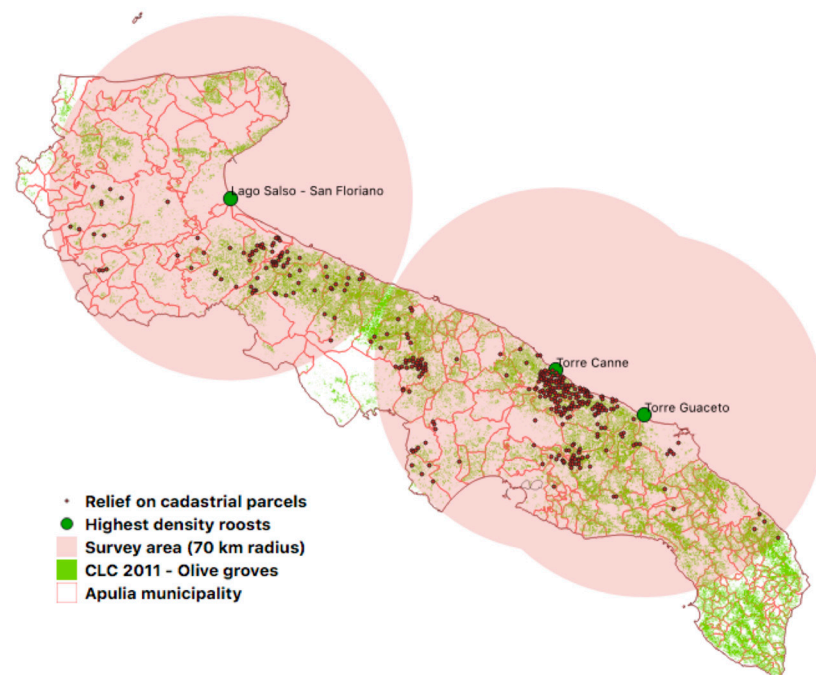 Lago Salso - San Floriano
Torre Canne
Torre Guaceto
Relief on cadastrial parcels
Highest density roosts
Survey area (70 km radius)
CLC 2011 - Olive groves
Apulia municipality